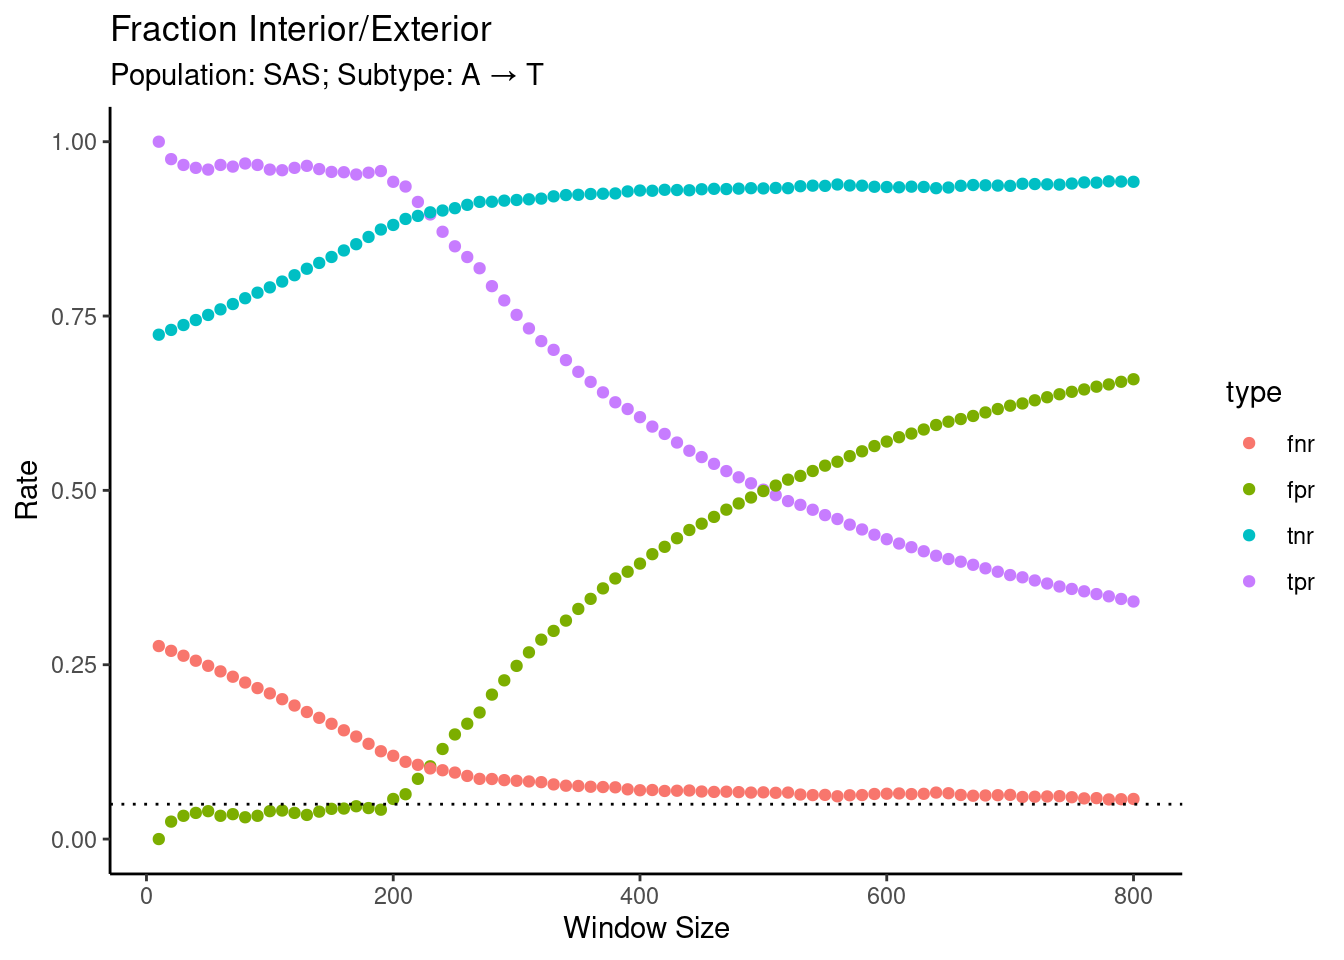 Fraction Interior/Exterior
Population: SAS; Subtype: A → T
1.00
0.75
0.50
0.25
0.00
Rate
0
200
400
600
800
Window Size
type
fnr
fpr
tnr
tpr